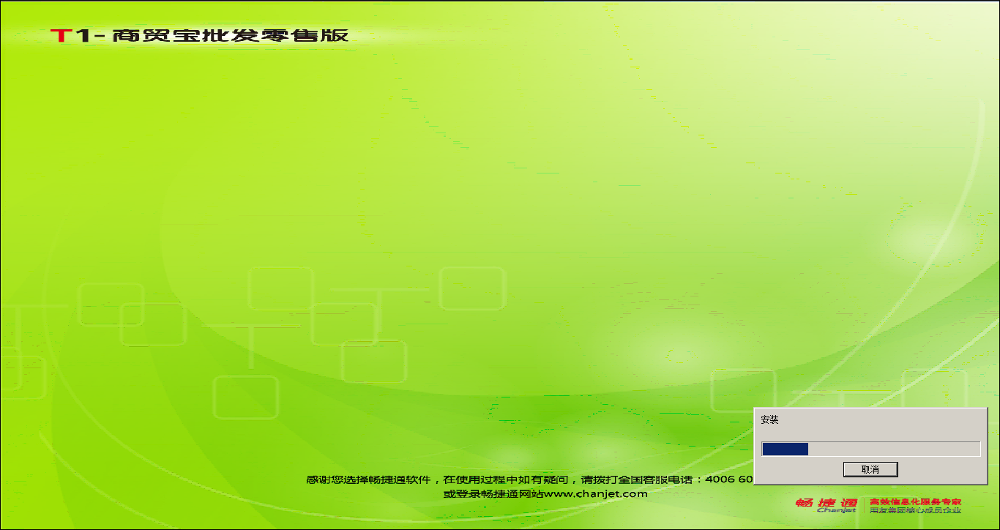 T1-商贸宝批发零售版
安装
取消
感谢您选择畅捷通软件，在使用过程中如有疑问，请拨打全国客服电话：4006 60
或登录畅捷通网站www.chanjet.com
畅捷通 高效信息化服务专家
Chanjet 用友集团核心成员企业